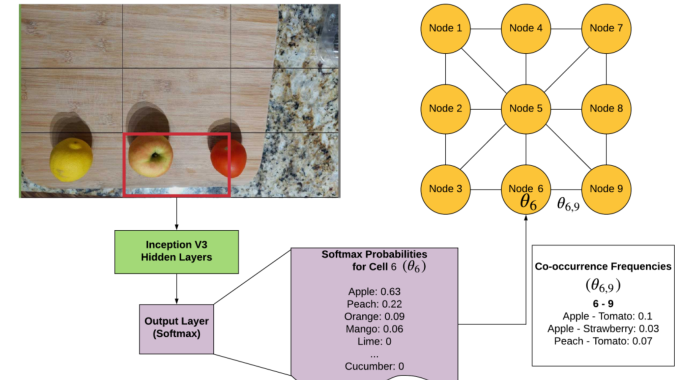 Node 1
Node 4
Node 7
Node 2
Node 5
Node 8
Node 3
Node 6
Node 9
θ6
θ6,9
Inception V3
Hidden Layers
Output Layer
(Softmax)
Softmax Probabilities
for Cell 6 (θ6)
Apple: 0.63
Peach: 0.22
Orange: 0.09
Mango: 0.06
Lime: 0
...
Cucumber: 0
Co-occurrence Frequencies
(θ6,9)
6 - 9
Apple - Tomato: 0.1
Apple - Strawberry: 0.03
Peach - Tomato: 0.07